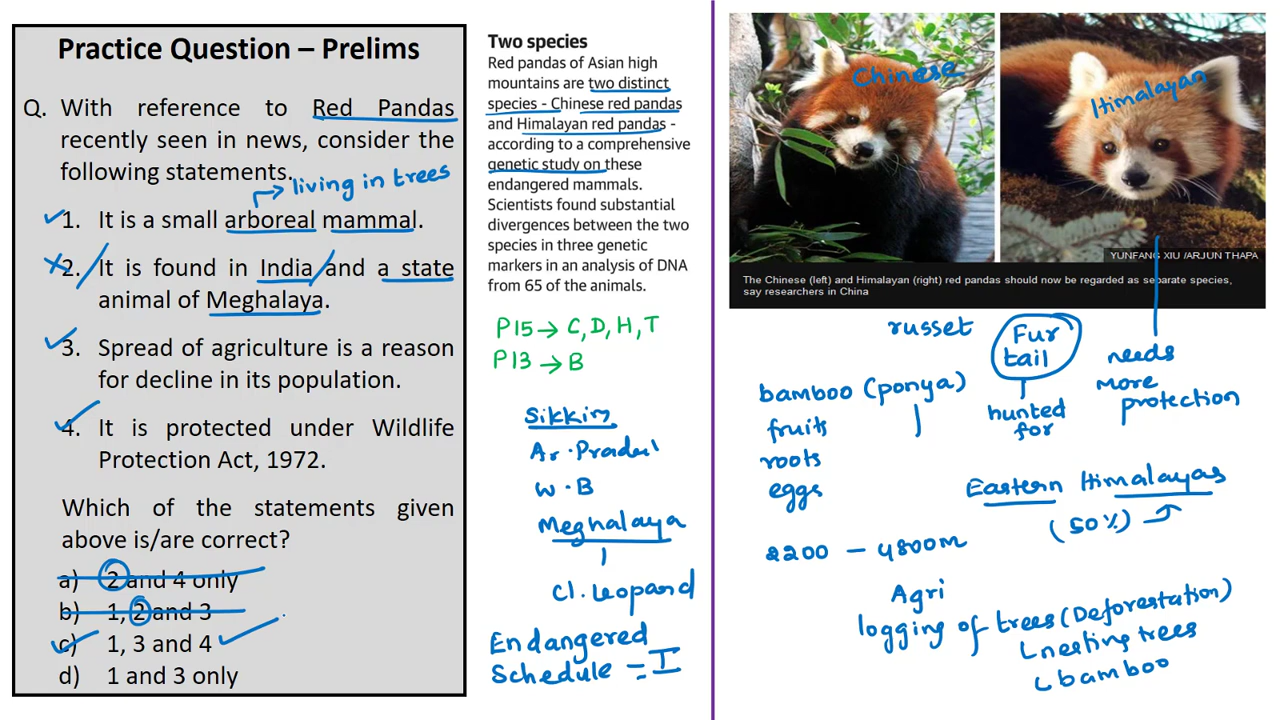 Practice Question – Prelims
Q. With reference to Red Pandas
recently seen in news, consider the
following statements.
living in trees
1. It is a small arboreal mammal.
2. It is found in India and a state
animal of Meghalaya.
3. Spread of agriculture is a reason
for decline in its population.
4. It is protected under Wildlife
Protection Act, 1972.
Which of the statements given
above is/are correct?
a) 2 and 4 only
b) 1, 2 and 3
c) 1, 3 and 4
d) 1 and 3 only
Two species
Red pandas of Asian high
mountains are two distinct
species - Chinese red pandas
and Himalayan red pandas -
according to a comprehensive
genetic study on these
endangered mammals.
Scientists found substantial
divergences between the two
species in three genetic
markers in an analysis of DNA
from 65 of the animals.
P15 → C, D, H, T
P13 → B
Sikkim
Ar. Pradesh
W.B
Meghalaya
Cl. Leopard
Endangered
Schedule = I
Chinese
Himalayan
YUNFANG XIU /ARJUN THAPA
The Chinese (left) and Himalayan (right) red pandas should now be regarded as separate species,
say researchers in China
russet
Fur
tail
hunted
for
needs
more
protection
bamboo (ponya)
fruits
roots
eggs
Eastern Himalayas
(50%)
2200 – 4800m
Agri
logging of trees (Deforestation)
nesting trees
bamboo